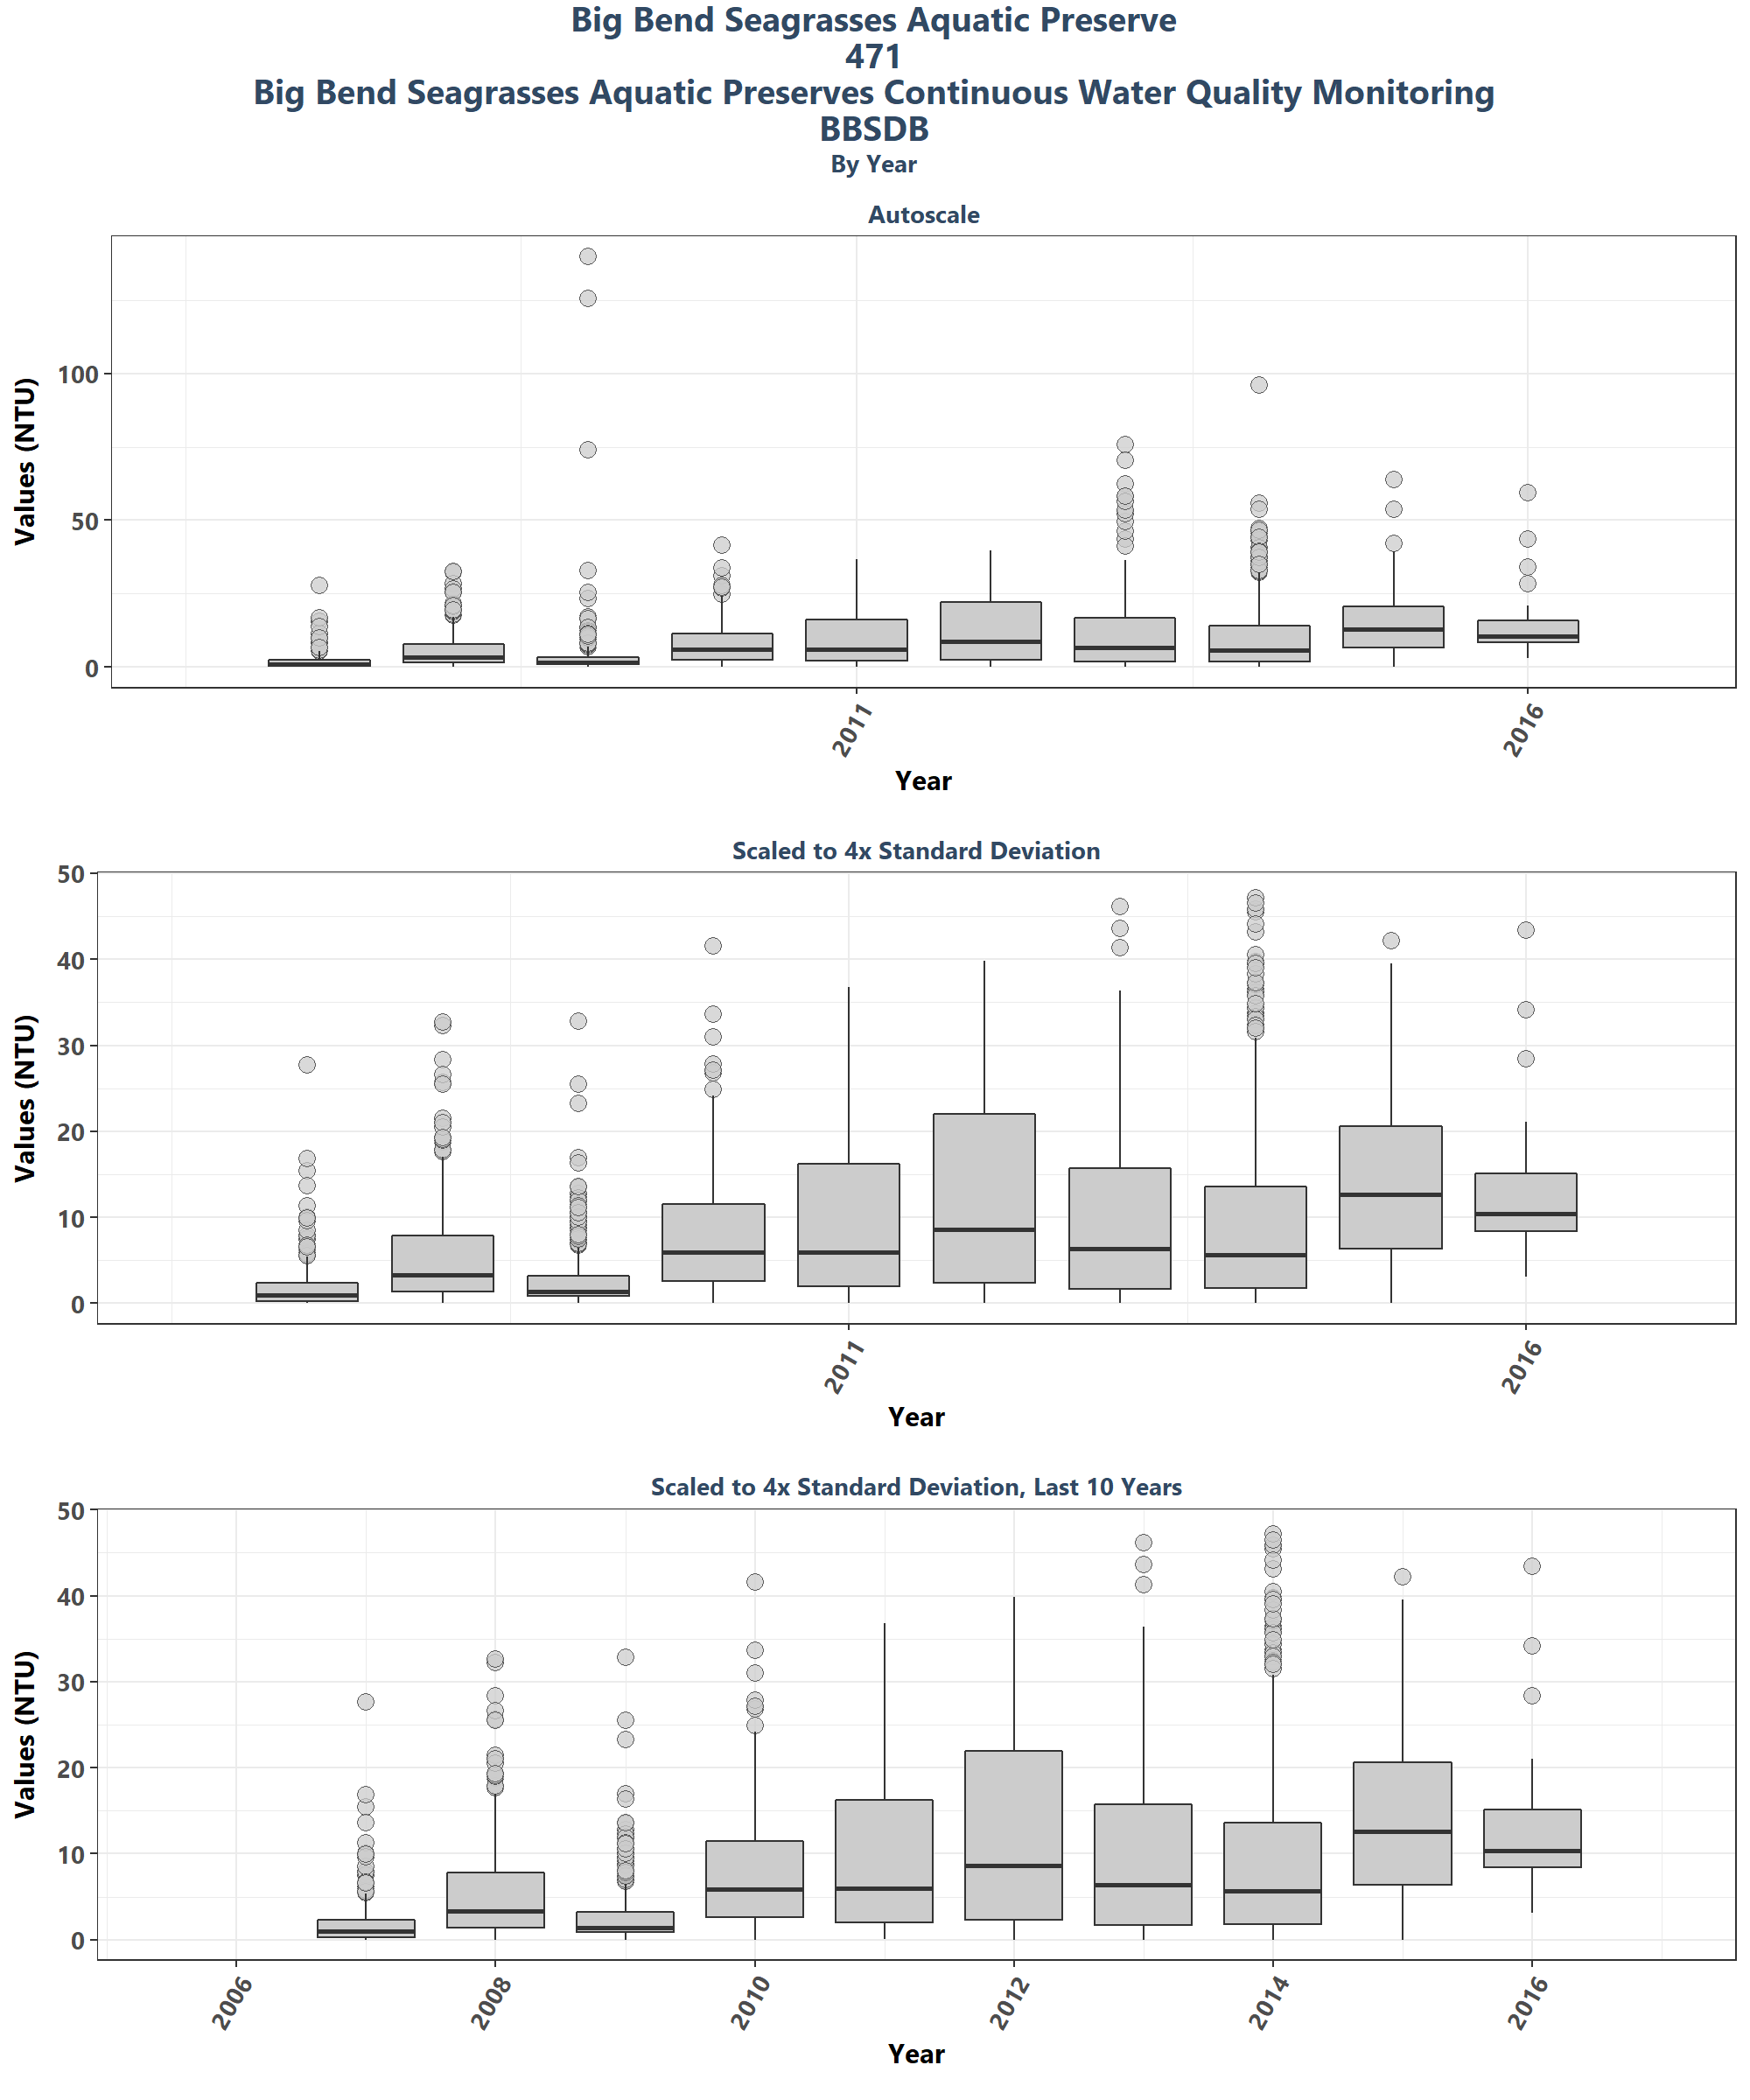 Big Bend Seagrasses Aquatic Preserve
471
Big Bend Seagrasses Aquatic Preserves Continuous Water Quality Monitoring
BBSDB
By Year
Autoscale
Values (NTU)
100
50
0
2011
2016
Year
Scaled to 4x Standard Deviation
Values (NTU)
50
40
30
20
10
0
2011
2016
Year
Scaled to 4x Standard Deviation, Last 10 Years
Values (NTU)
50
40
30
20
10
0
2006
2008
2010
2012
2014
2016
Year